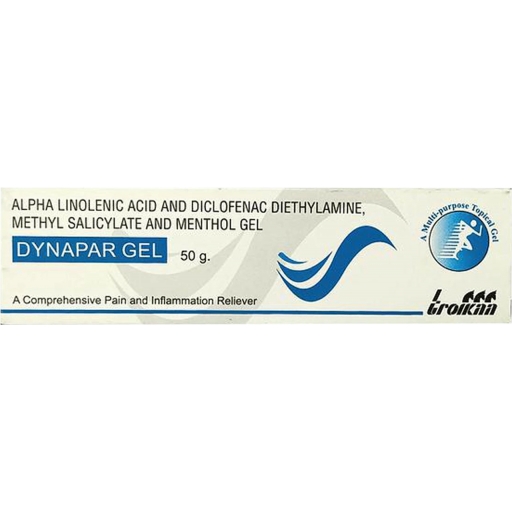 ALPHA LINOLENIC ACID AND DICLOFENAC DIETHYLAMINE,
METHYL SALICYLATE AND MENTHOL GEL
DYNAPAR GEL 50 g.
A Comprehensive Pain and Inflammation Reliever
A Multi-purpose Topical Gel
troikaa